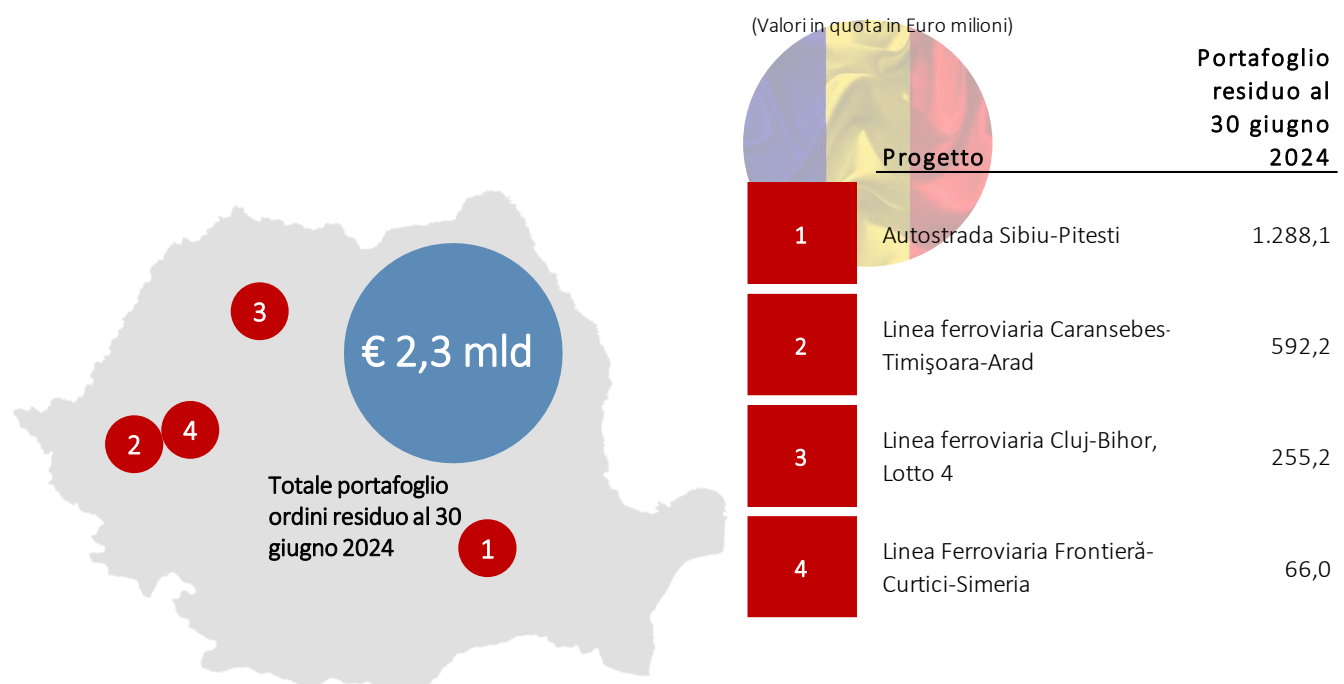 (Valori in quota in Euro milioni)
Portafoglio
residuo al
30 giugno
2024
Progetto
1
Autostrada Sibiu-Pitesti
1.288,1
2
Linea ferroviaria Caransebes-
Timişoara-Arad
592,2
3
Linea ferroviaria Cluj-Bihor,
Lotto 4
255,2
4
Linea Ferroviaria Frontieră-
Curtici-Simeria
66,0
3
€ 2,3 mld
2
4
Totale portafoglio
ordini residuo al 30
giugno 2024
1